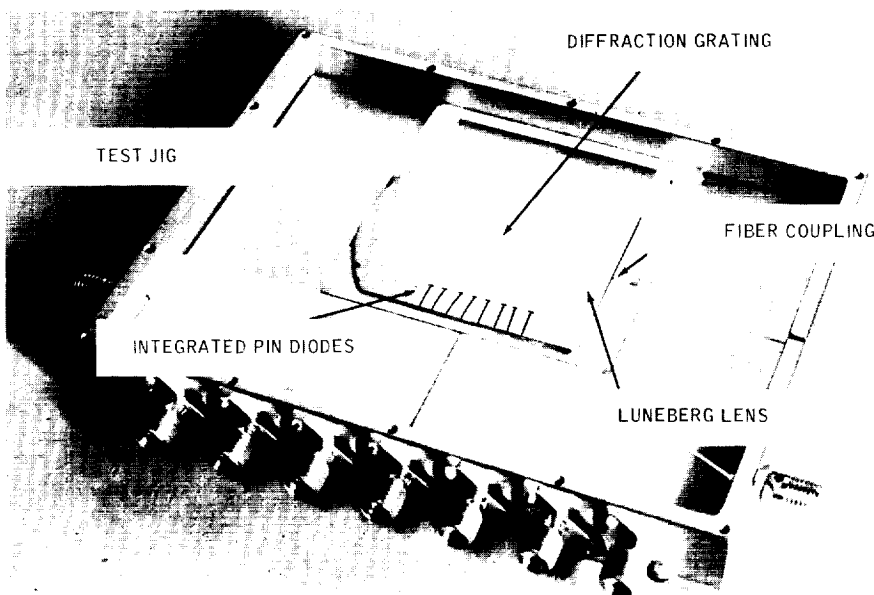 DIFFRACTION GRATING
TEST JIG
FIBER COUPLING
INTEGRATED PIN DIODES
LUNEBERG LENS